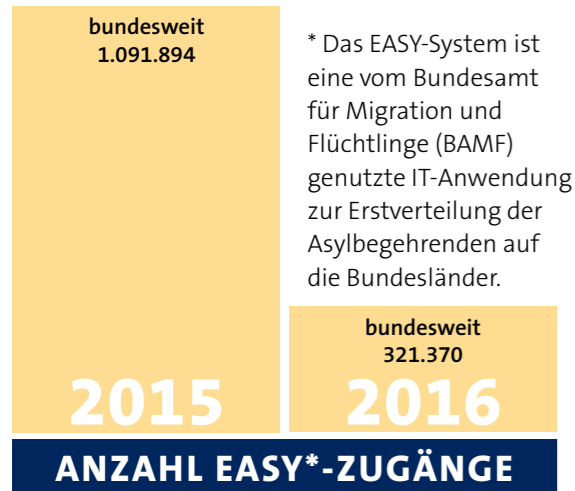 bundesweit
1.091.894
2015
* Das EASY-System ist
eine vom Bundesamt
für Migration und
Flüchtlinge (BAMF)
genutzte IT-Anwendung
zur Erstverteilung der
Asylbegehrenden auf
die Bundesländer.
bundesweit
321.370
2016
ANZAHL EASY*-ZUGÄNGE